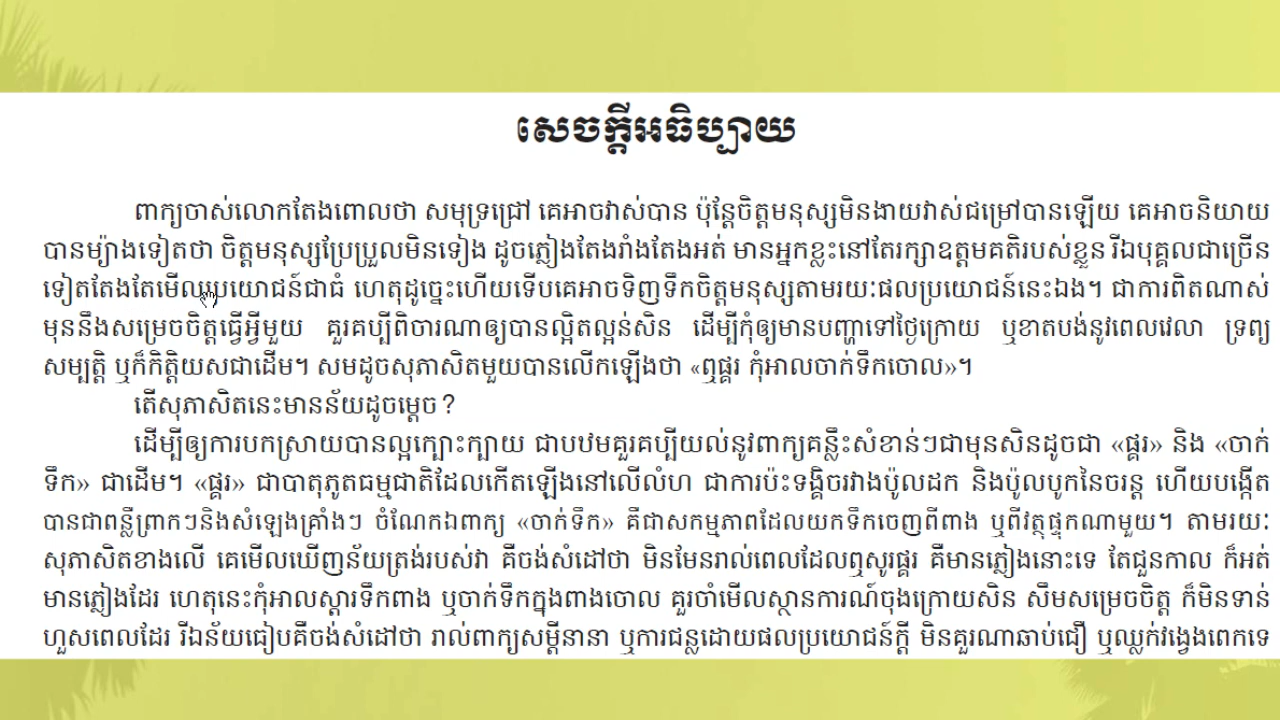 សេចក្តីអធិប្បាយ
ពាក្យចាស់លោកតែងពោលថា សមុទ្រជ្រៅ គេអាចវាស់បាន ប៉ុន្តែចិត្តមនុស្សមិនងាយវាស់ជម្រៅបានឡើយ គេអាចនិយាយ
បានម្យ៉ាងទៀតថា ចិត្តមនុស្សប្រែប្រួលមិនទៀង ដូចភ្លៀងតែងរាំងតែងអត់ មានអ្នកខ្លះនៅតែរក្សាឧត្តមគតិរបស់ខ្លួន រីឯបុគ្គលជាច្រើន
ទៀតតែងតែមើលប្រយោជន៍ជាធំ ហេតុដូច្នេះហើយទើបគេអាចទិញទឹកចិត្តមនុស្សតាមរយៈផលប្រយោជន៍នេះឯង។ ជាការពិតណាស់
មុននឹងសម្រេចចិត្តធ្វើអ្វីមួយ គួរគប្បីពិចារណាឲ្យបានល្អិតល្អន់សិន ដើម្បីកុំឲ្យមានបញ្ហាទៅថ្ងៃក្រោយ ឬខាតបង់នូវពេលវេលា ទ្រព្យ
សម្បត្តិ ឬក៏កិត្តិយសជាដើម។ សមដូចសុភាសិតមួយបានលើកឡើងថា «ឮផ្គរ កុំអាលចាក់ទឹកចោល»។
តើសុភាសិតនេះមានន័យដូចម្តេច ?
ដើម្បីឲ្យការបកស្រាយបានល្អក្បោះក្បាយ ជាបឋមគួរគប្បីយល់នូវពាក្យគន្លឹះសំខាន់ៗជាមុនសិនដូចជា «ផ្គរ» និង «ចាក់
ទឹក» ជាដើម។ «ផ្គរ» ជាបាតុភូតធម្មជាតិដែលកើតឡើងនៅលើលំហ ជាការប៉ះទង្គិចរវាងប៉ូលដក និងប៉ូលបូកនៃចរន្ត ហើយបង្កើត
បានជាពន្លឺព្រាកៗនិងសំឡេងគ្រាំងៗ ចំណែកឯពាក្យ «ចាក់ទឹក» គឺជាសកម្មភាពដែលយកទឹកចេញពីពាង ឬពីវត្ថុផ្ទុកណាមួយ។ តាមរយៈ
សុភាសិតខាងលើ គេមើលឃើញន័យត្រង់របស់វា គឺចង់សំដៅថា មិនមែនរាល់ពេលដែលឮសូរផ្គរ គឺមានភ្លៀងនោះទេ តែជួនកាល ក៏អត់
មានភ្លៀងដែរ ហេតុនេះកុំអាលស្តារទឹកពាង ឬចាក់ទឹកក្នុងពាងចោល គួរចាំមើលស្ថានការណ៍ចុងក្រោយសិន សឹមសម្រេចចិត្ត ក៏មិនទាន់
ហួសពេលដែរ រីឯន័យធៀបគឺចង់សំដៅថា រាល់ពាក្យសម្តីនានា ឬការជន្លដោយផលប្រយោជន៍ក្តី មិនគួរណាឆាប់ជឿ ឬឈ្លក់វង្វេងពេកទេ